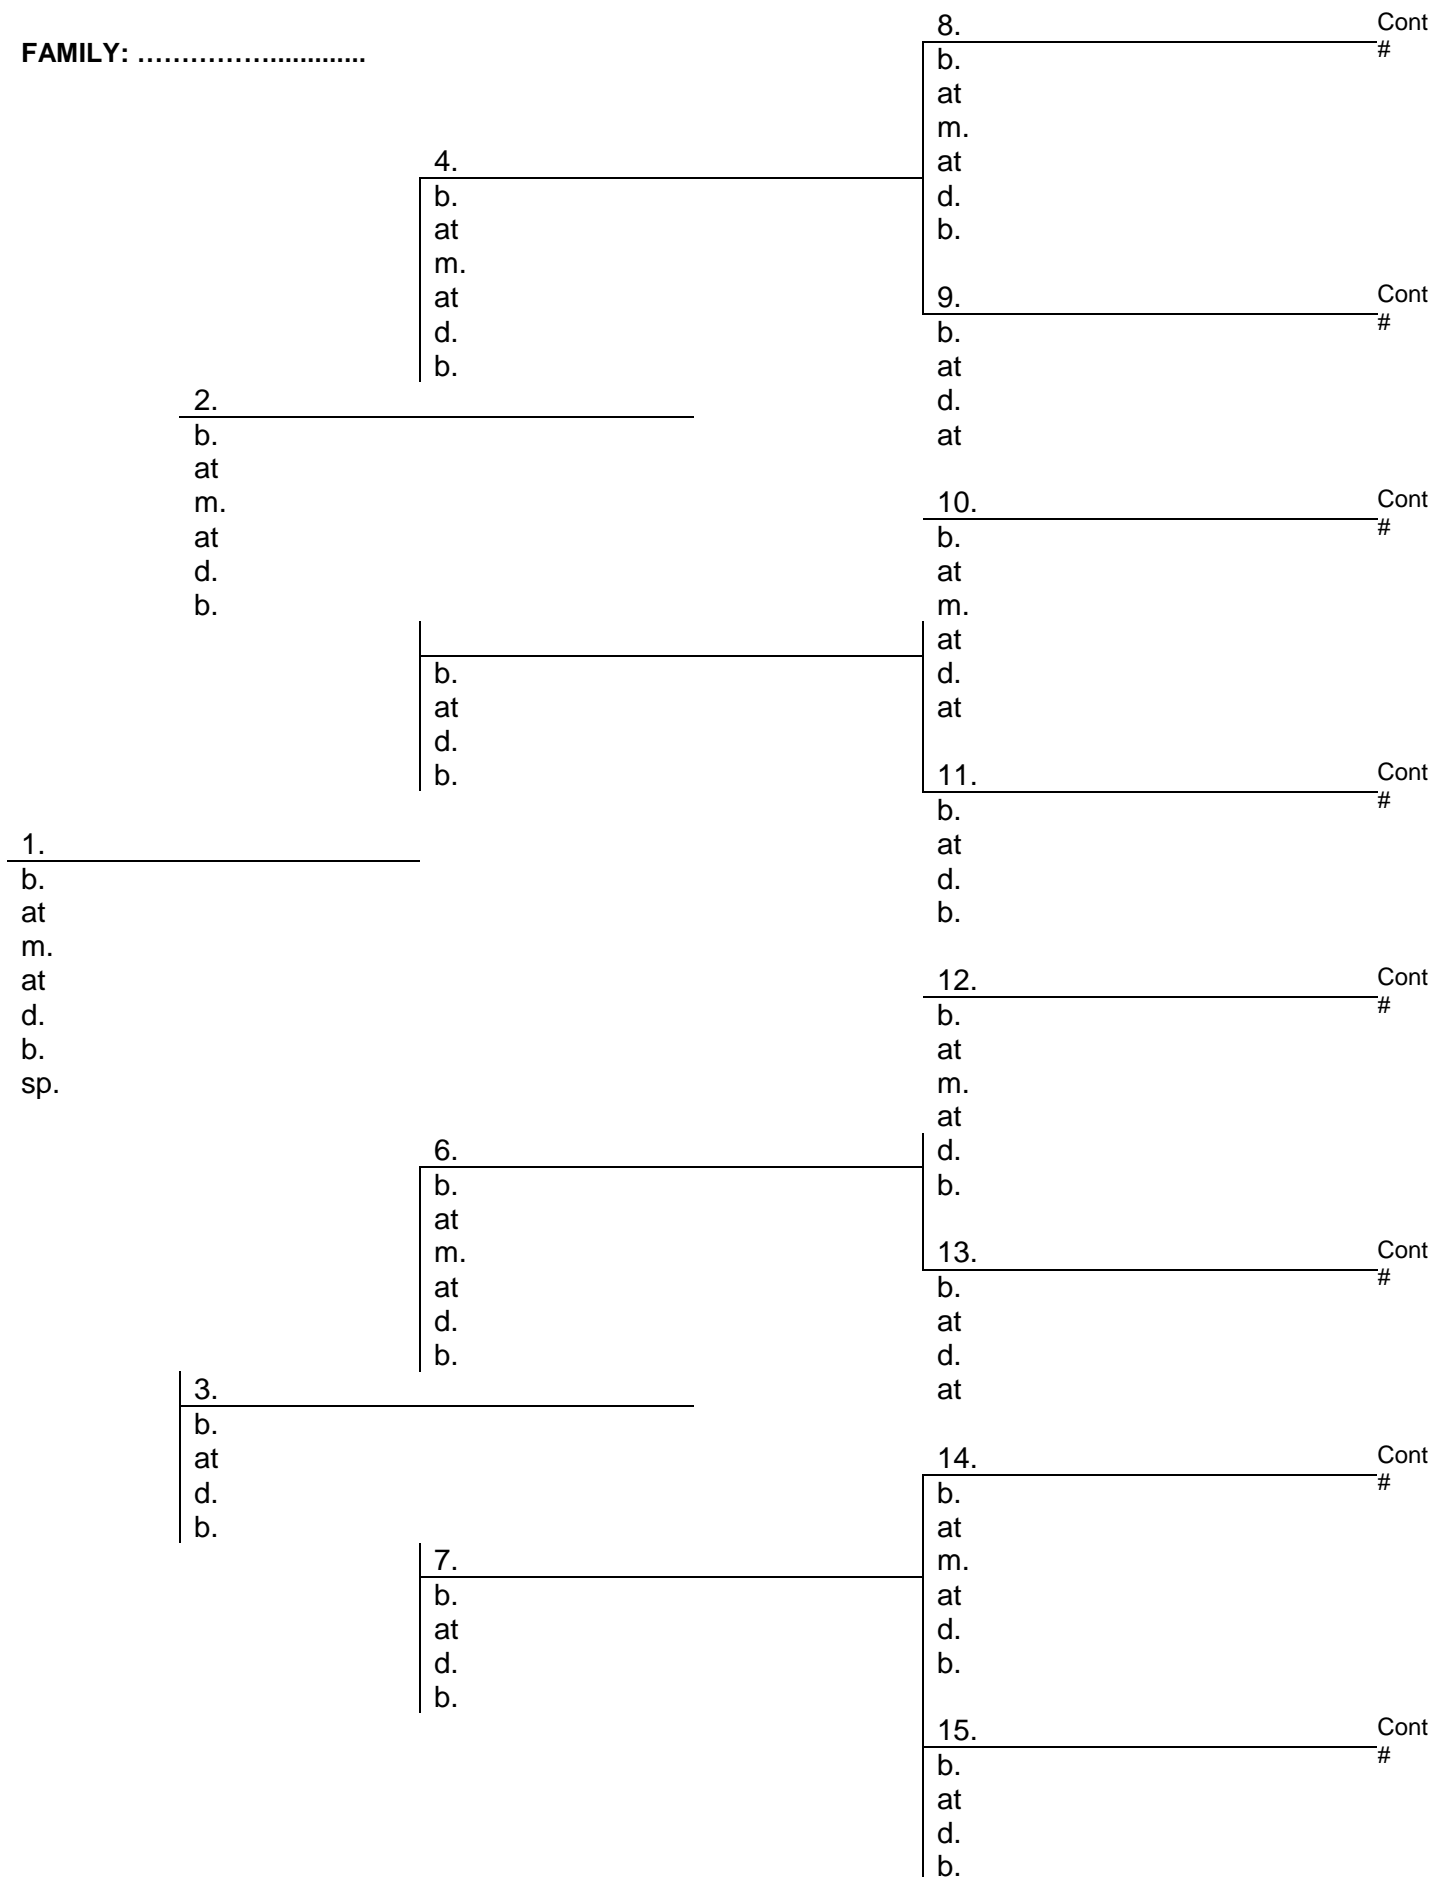 FAMILY: …………….............
1.
b.
at
m.
at
d.
b.
sp.
2.
b.
at
m.
at
d.
b.
3.
b.
at
d.
b.
4.
b.
at
m.
at
d.
b.
b.
at
d.
b.
6.
b.
at
m.
at
d.
b.
7.
b.
at
d.
b.
8.
Cont
#
b.
at
m.
at
d.
b.
9.
Cont
#
b.
at
d.
at
10.
Cont
#
b.
at
m.
at
d.
at
11.
Cont
#
b.
at
d.
b.
12.
Cont
#
b.
at
m.
at
d.
b.
13.
Cont
#
b.
at
d.
at
14.
Cont
#
b.
at
m.
at
d.
b.
15.
Cont
#
b.
at
d.
b.